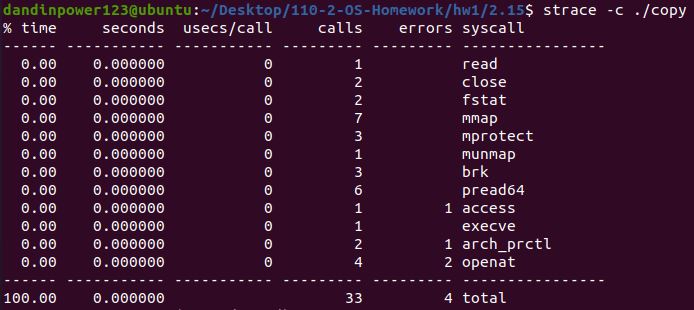 dandinpower123@ubuntu:~/Desktop/110-2-OS-Homework/hw1/2.15$ strace -c ./copy
% time     seconds  usecs/call     calls    errors syscall
------ ----------- ----------- --------- --------- ----------------
  0.00    0.000000           0         1           read
  0.00    0.000000           0         2           close
  0.00    0.000000           0         2           fstat
  0.00    0.000000           0         7           mmap
  0.00    0.000000           0         3           mprotect
  0.00    0.000000           0         1           munmap
  0.00    0.000000           0         3           brk
  0.00    0.000000           0         6           pread64
  0.00    0.000000           0         1         1 access
  0.00    0.000000           0         1           execve
  0.00    0.000000           0         2         1 arch_prctl
  0.00    0.000000           0         4         2 openat
------ ----------- ----------- --------- --------- ----------------
100.00    0.000000                    33         4 total